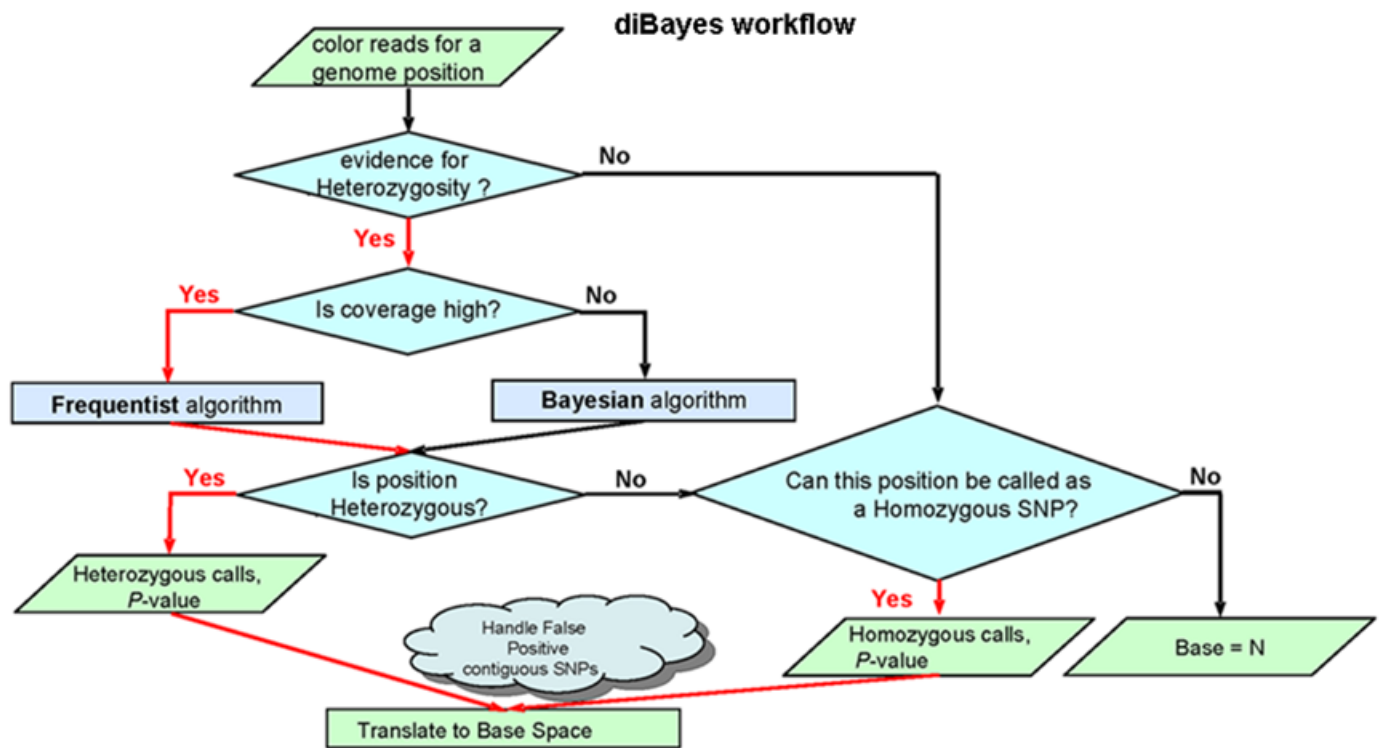 diBayes workflow
color reads for a
genome position
evidence for
Heterozygosity ?
No
Yes
Is coverage high?
Yes
No
Frequentist algorithm
Bayesian algorithm
Is position
Heterozygous?
Yes
No
Can this position be called as
a Homozygous SNP?
No
Yes
Heterozygous calls,
P-value
Handle False
Positive
contiguous SNPs
Homozygous calls,
P-value
Base = N
Translate to Base Space